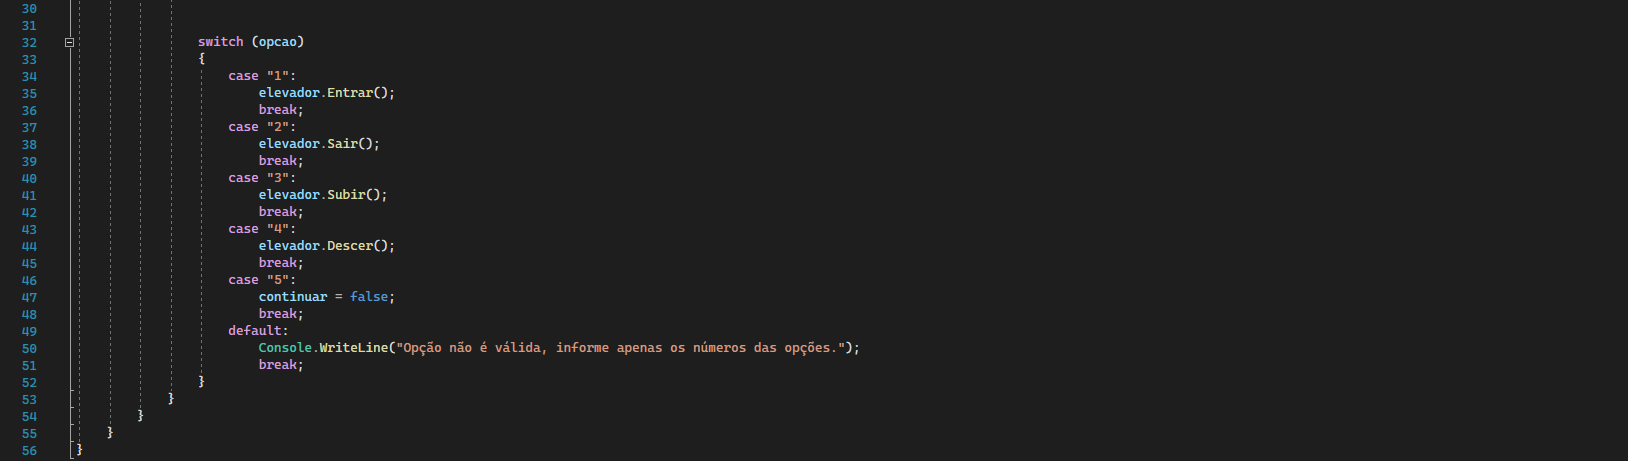 30
31
32 switch (opcao)
33 {
34 case "1":
35 elevador.Entrar();
36 break;
37 case "2":
38 elevador.Sair();
39 break;
40 case "3":
41 elevador.Subir();
42 break;
43 case "4":
44 elevador.Descer();
45 break;
46 case "5":
47 continuar = false;
48 break;
49 default:
50 Console.WriteLine("Opção não é válida, informe apenas os números das opções.");
51 break;
52 }
53 }
54 }
55 }
56 }